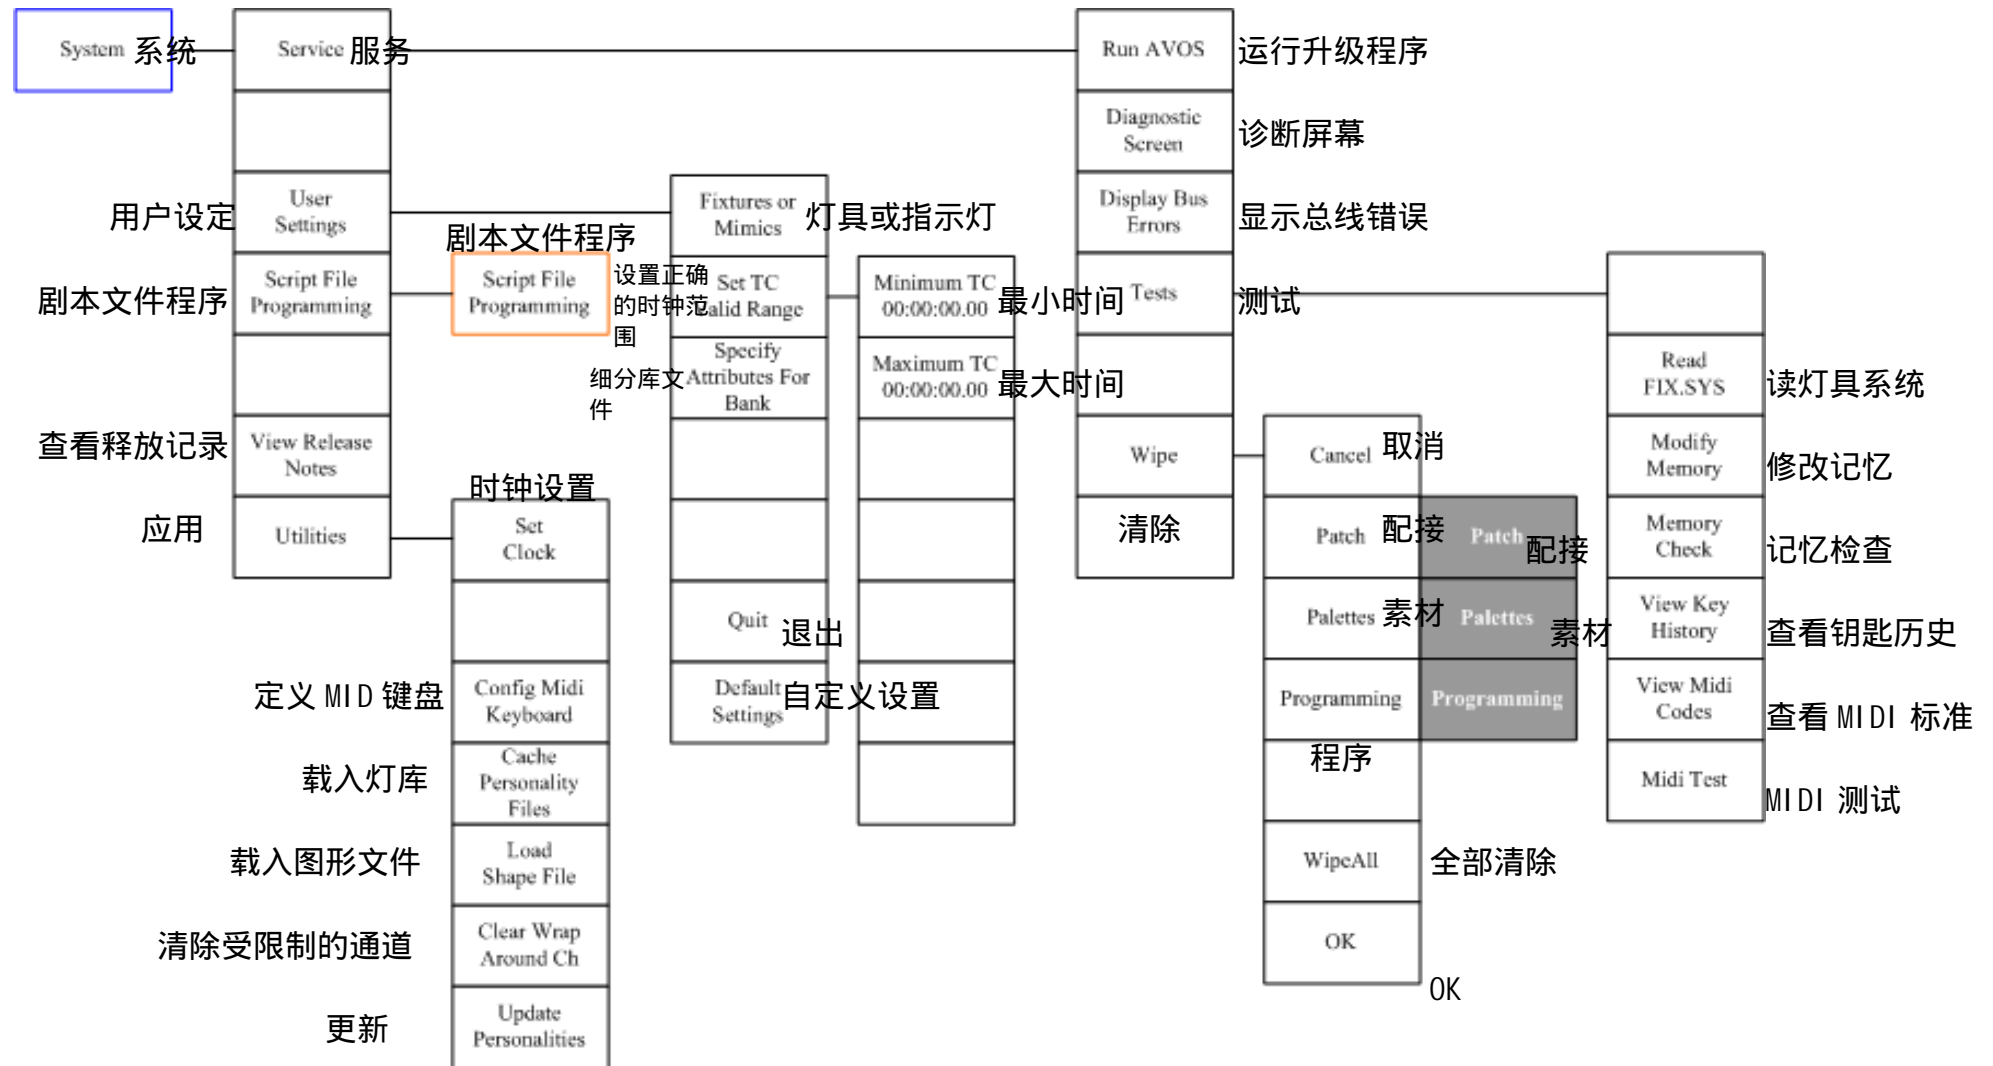 System 系统
Service 服务
用户设定
User
Settings
剧本文件程序
Script File
Programming
查看释放记录
View Release
Notes
应用
Utilities
剧本文件程序
Script File
Programming
时钟设置
Set
Clock
定义 MID 键盘
Config Midi
Keyboard
载入灯库
Cache
Personality
Files
载入图形文件
Load
Shape File
清除受限制的通道
Clear Wrap
Around Ch
更新
Update
Personalities
Fixtures or
Mimics
灯具或指示灯
设置正确
的时钟范
围
Set TC
Valid Range
细分库文
件
Specify
Attributes For
Bank
Quit
退出
Default
Settings
自定义设置
Minimum TC
00:00:00.00
最小时间
Maximum TC
00:00:00.00
最大时间
Run AVOS
运行升级程序
Diagnostic
Screen
诊断屏幕
Display Bus
Errors
显示总线错误
Tests
测试
Wipe
清除
Cancel 取消
Patch 配接
Palettes 素材
Programming
程序
WipeAll
全部清除
OK
OK
Patch
配接
Palettes
素材
Programming
Read
FIX.SYS
读灯具系统
Modify
Memory
修改记忆
Memory
Check
记忆检查
View Key
History
查看钥匙历史
View Midi
Codes
查看 MIDI 标准
Midi Test
MIDI 测试